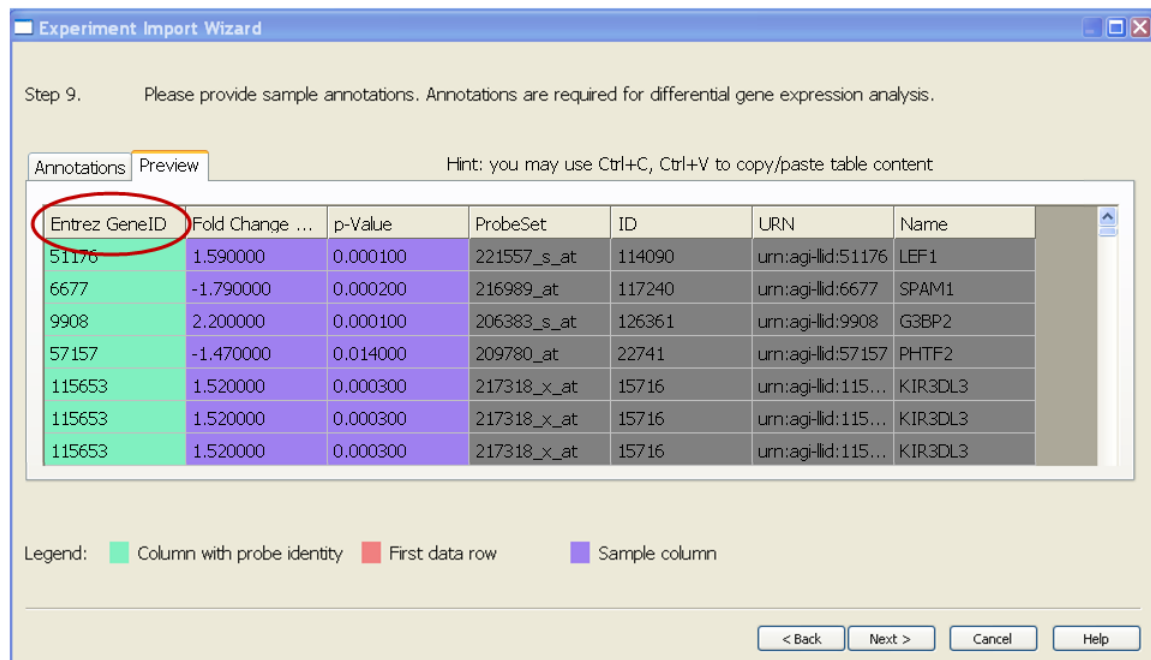 Experiment Import Wizard
Step 9. Please provide sample annotations. Annotations are required for differential gene expression analysis.
Annotations Preview Hint: you may use Ctrl+C, Ctrl+V to copy/paste table content
Entrez GeneID Fold Change ... p-Value ProbeSet ID URN Name
51176 1.590000 0.000100 221557_s_at 114090 urn:agi-llid:51176 LEF1
6677 -1.790000 0.000200 216989_at 117240 urn:agi-llid:6677 SPAM1
9908 2.200000 0.000100 206383_s_at 126361 urn:agi-llid:9908 G3BP2
57157 -1.470000 0.014000 209780_at 22741 urn:agi-llid:57157 PHTF2
115653 1.520000 0.000300 217318_x_at 15716 urn:agi-llid:115... KIR3DL3
115653 1.520000 0.000300 217318_x_at 15716 urn:agi-llid:115... KIR3DL3
115653 1.520000 0.000300 217318_x_at 15716 urn:agi-llid:115... KIR3DL3
Legend: Column with probe identity First data row Sample column
< Back Next > Cancel Help